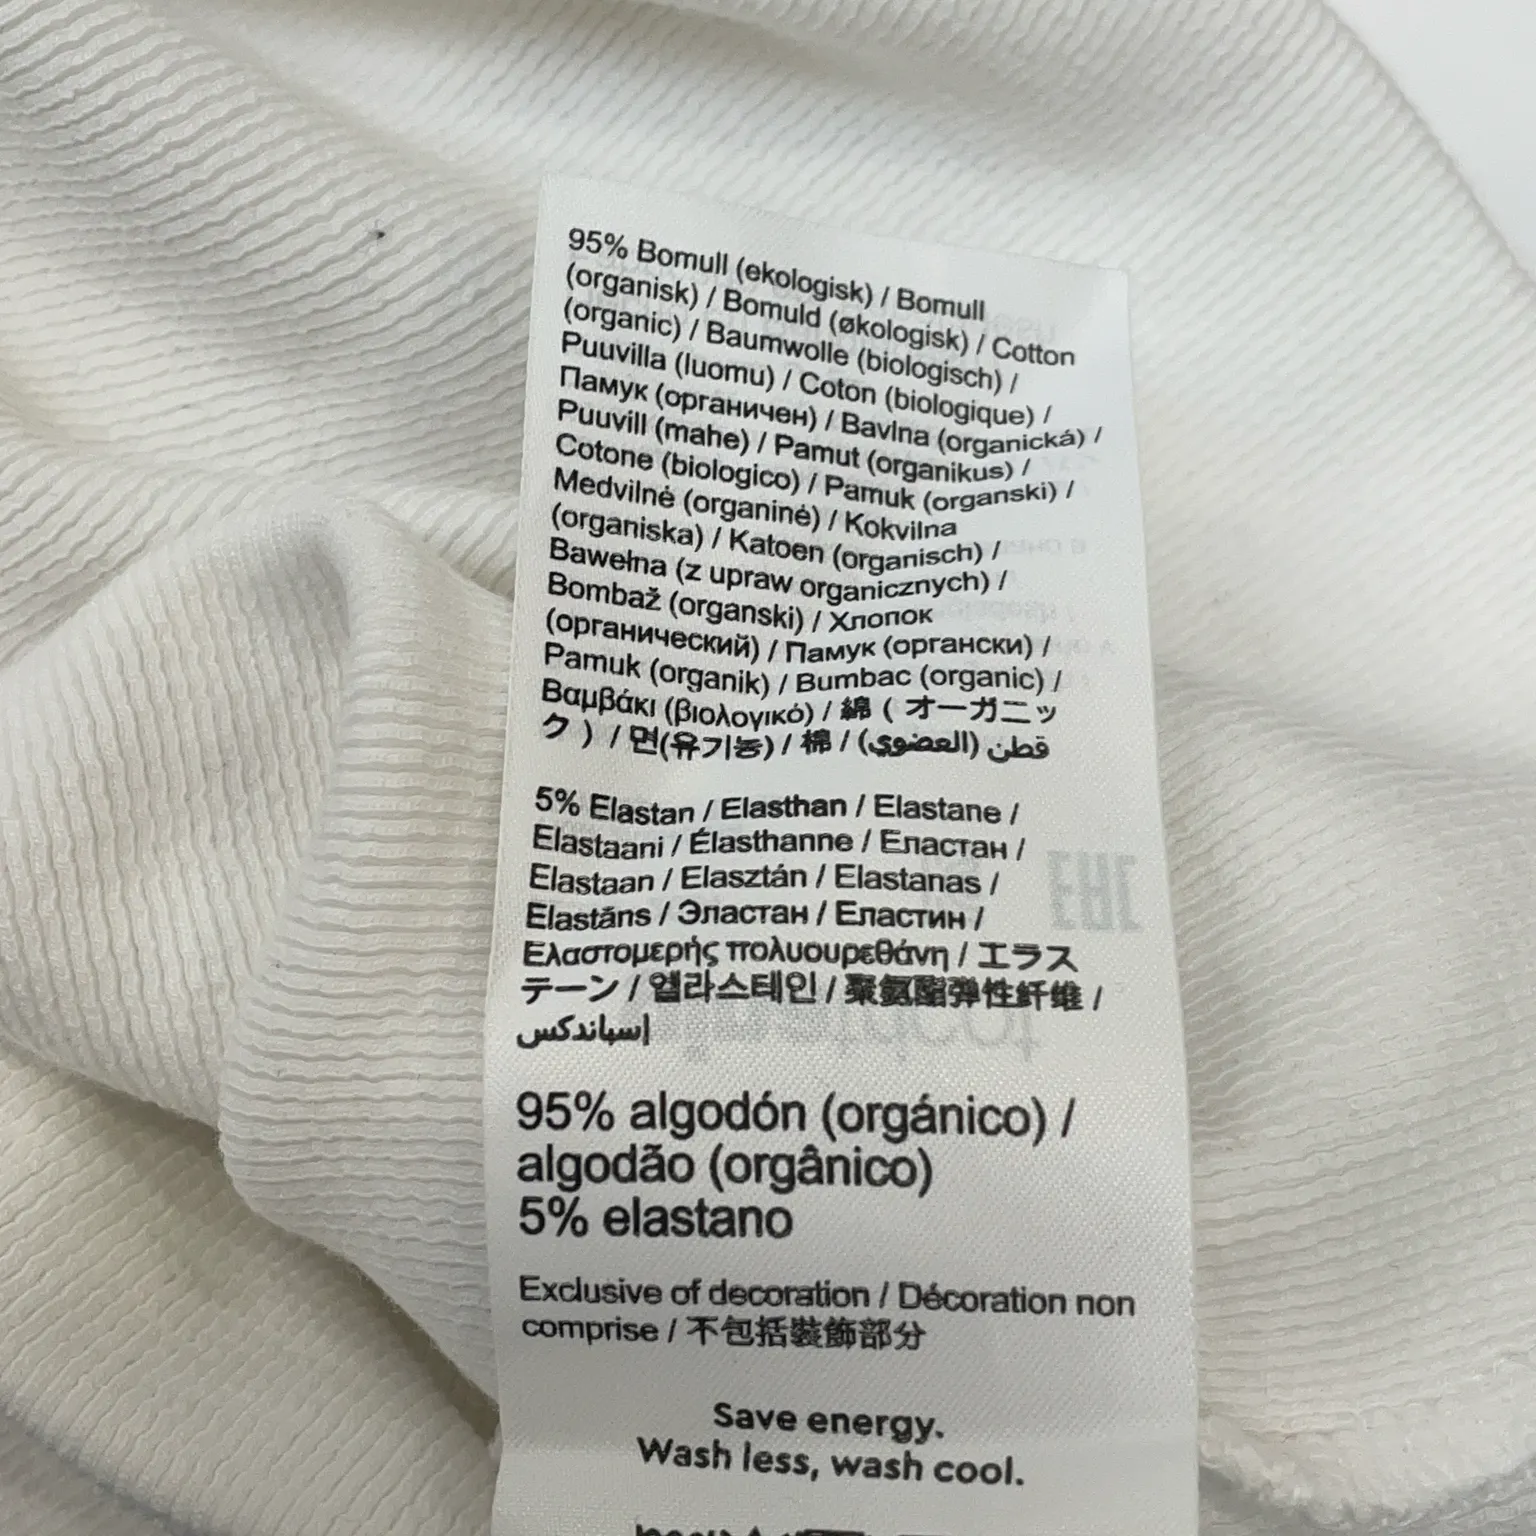 95% Bomull (ekologisk) / Bomull
(organisk) / Bomuld (økologisk) / Cotton
(organic) / Baumwolle (biologisch) /
Puuvilla (luomu) / Coton (biologique) /
Памук (органичен) / Bavlna (organická) /
Puuvill (mahe) / Pamut (organikus) /
Cotone (biologico) / Pamuk (organski) /
Medvilnė (organinė) / Kokvilna
(organiska) / Katoen (organisch) /
Bawełna (z upraw organicznych) /
Bombaž (organski) / Хлопок
(органический) / Памук (органски) /
Pamuk (organik) / Bumbac (organic) /
Βαμβάκι (βιολογικό) / 綿 ( オーガニッ
ク ) / 면(유기농) / 棉 / قطن (العضوي)
5% Elastan / Elasthan / Elastane /
Elastaani / Élasthanne / Еластан /
Elastaan / Elasztán / Elastanas /
Elastāns / Эластан / Еластин /
Ελαστομερής πολυουρεθάνη / エラス
テーン / 엘라스테인 / 聚氨酯弹性纤维 /
إسباندكس
95% algodón (orgánico) /
algodão (orgânico)
5% elastano
Exclusive of decoration / Décoration non
comprise / 不包括裝飾部分
Save energy.
Wash less, wash cool.